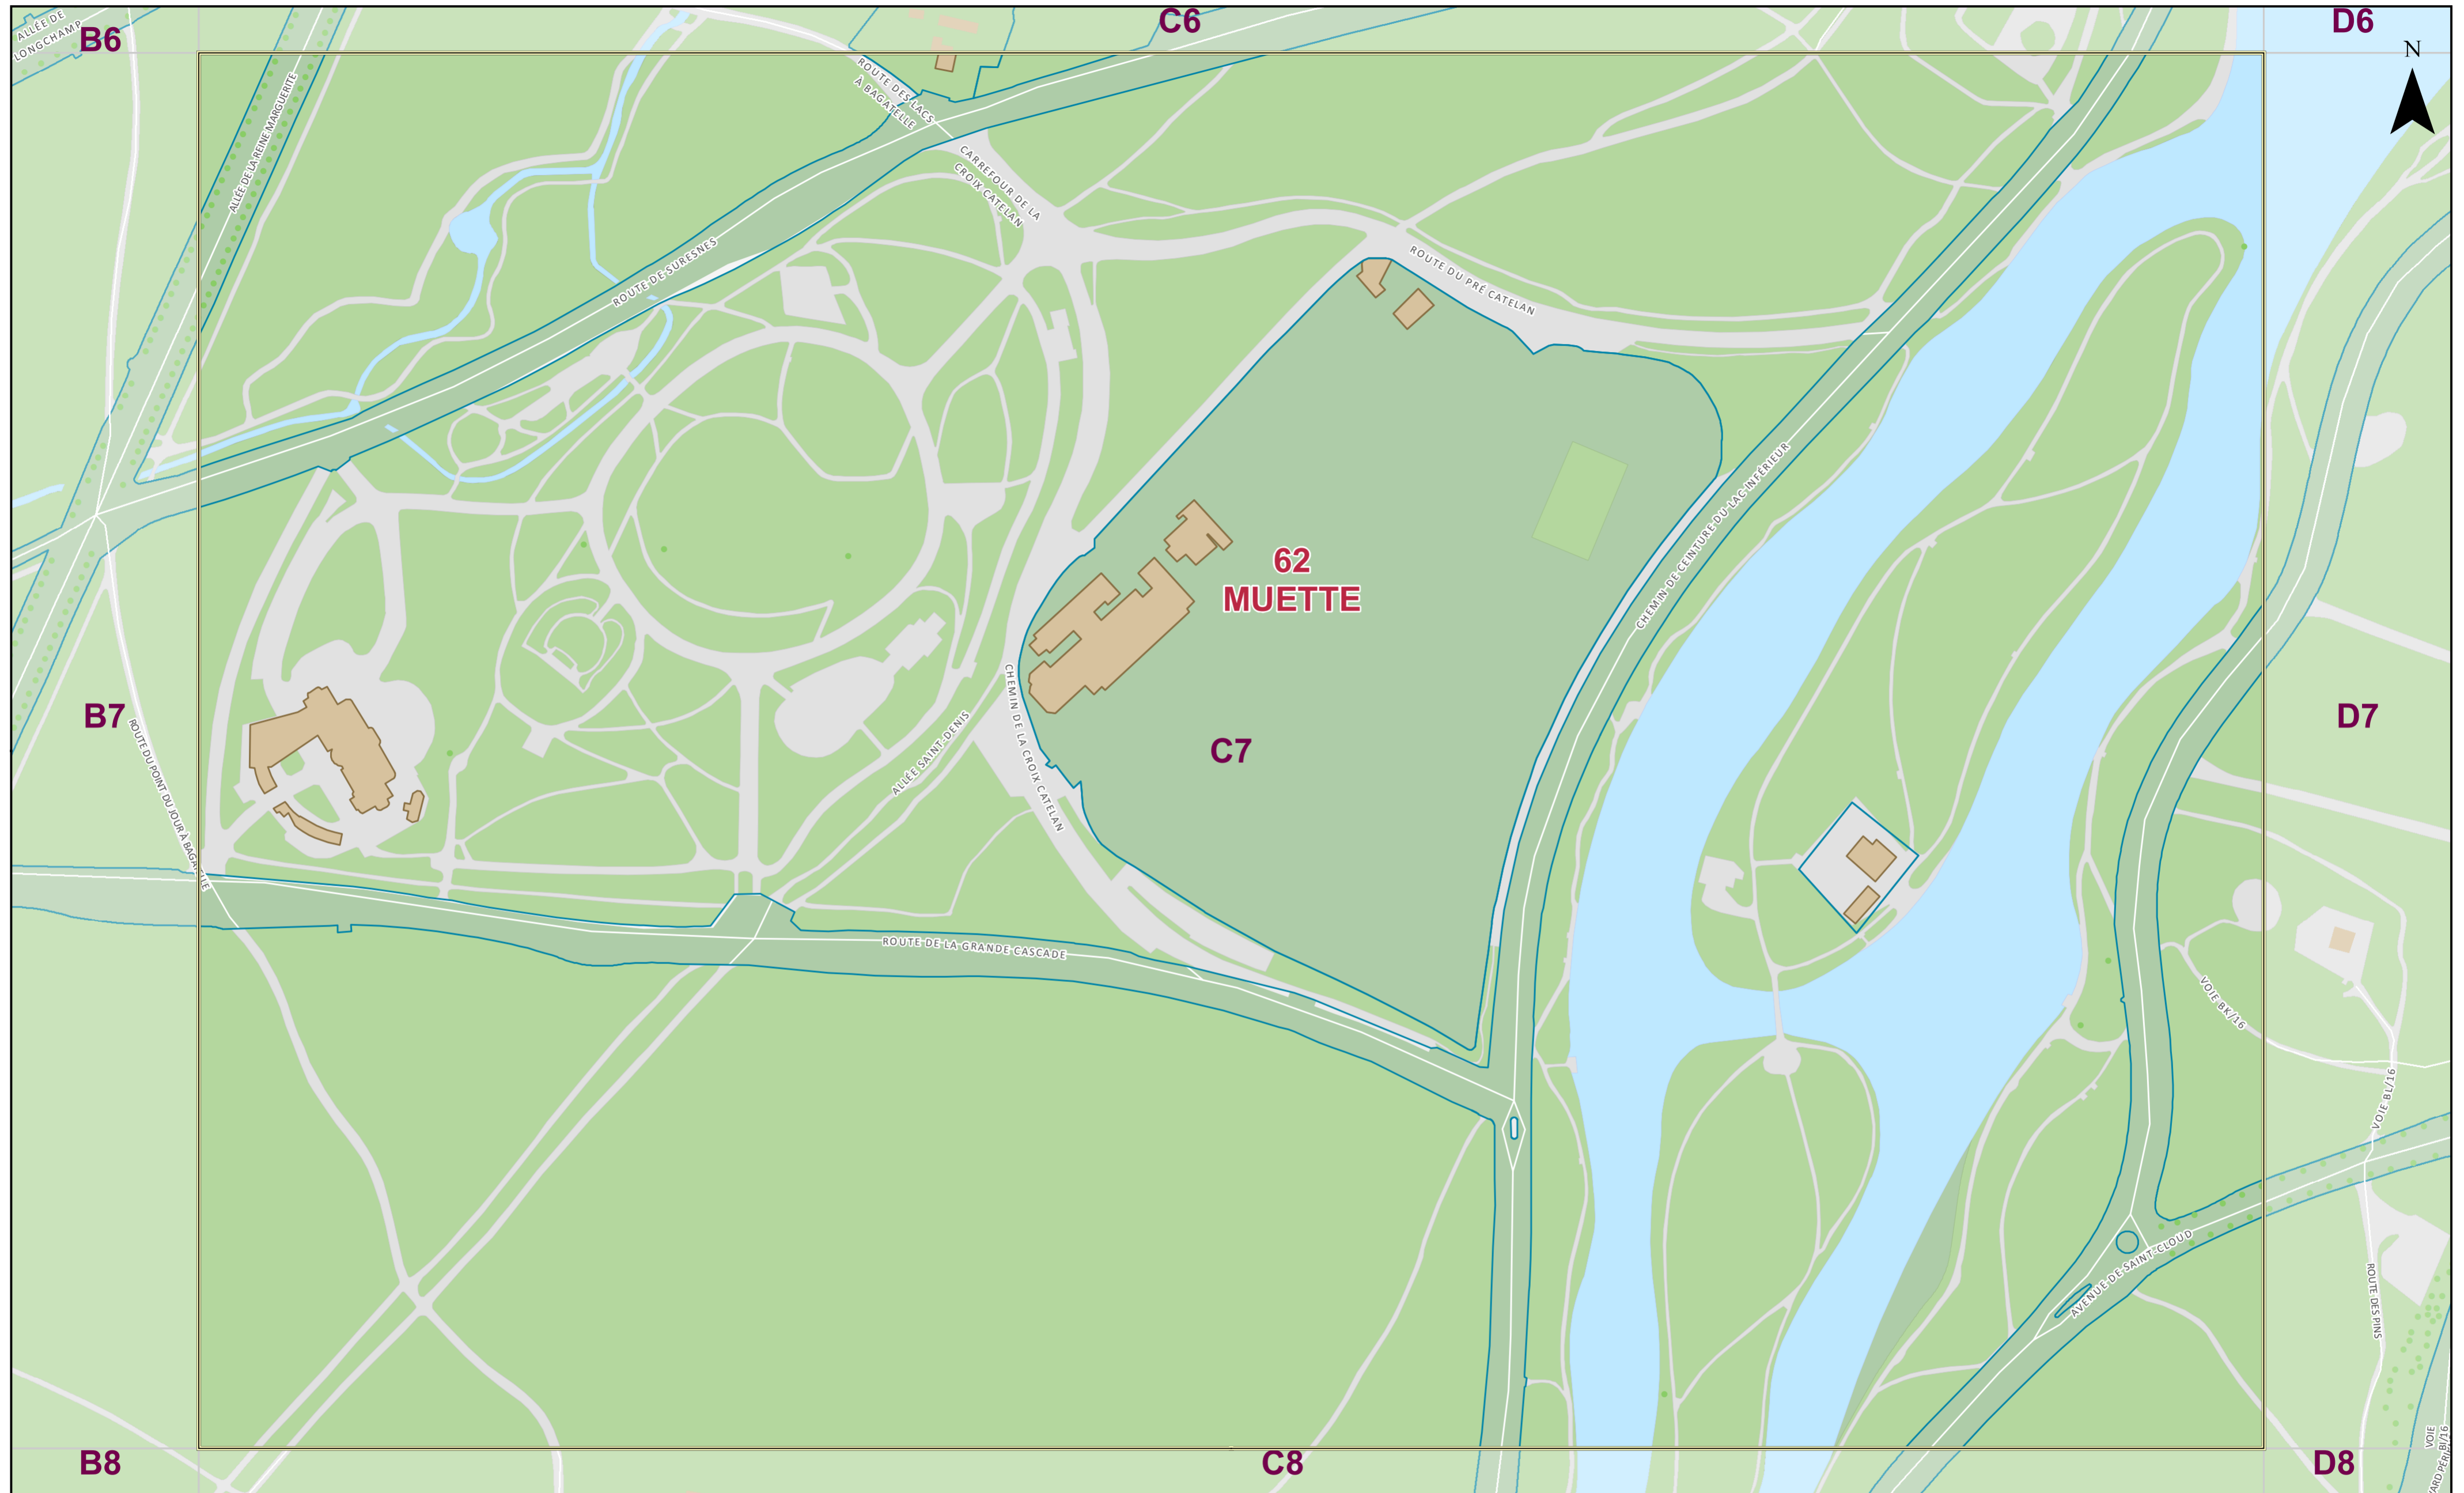 B6
C6
D6
N
ALLÉE DE
LONGCHAMP
ALLÉE DE LA REINE MARGUERITE
ROUTE DES LACS
À BAGATELLE
CARREFOUR DE LA
CROIX CATELAN
ROUTE DE SURESNES
ROUTE DU PRÉ CATELAN
CHEMIN DE CEINTURE DU LAC INFÉRIEUR
62
MUETTE
B7
C7
D7
ROUTE DU POINT DU JOUR À BAGATELLE
ALLÉE SAINT-DENIS
CHEMIN DE LA CROIX CATELAN
ROUTE DE LA GRANDE CASCADE
VOIE BK/16
VOIE BL/16
AVENUE DE SAINT-CLOUD
ROUTE DES PINS
VOIE
BI/16
B8
C8
D8